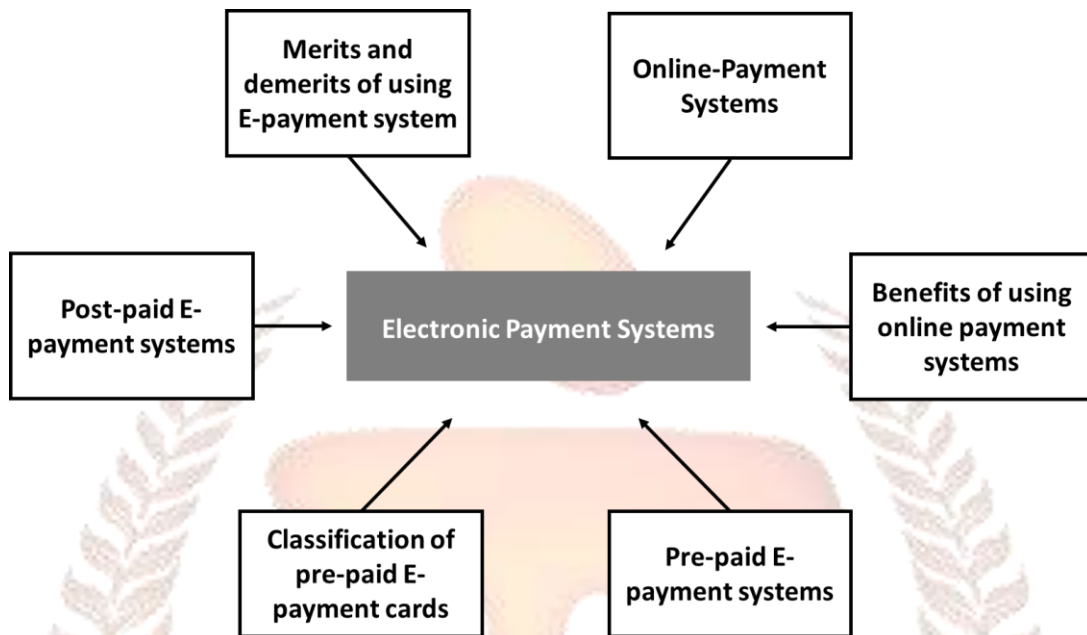 Merits and
demerits of using
E-payment system
Online-Payment
Systems
Post-paid E-
payment systems
Electronic Payment Systems
Benefits of using
online payment
systems
Classification of
pre-paid E-
payment cards
Pre-paid E-
payment systems